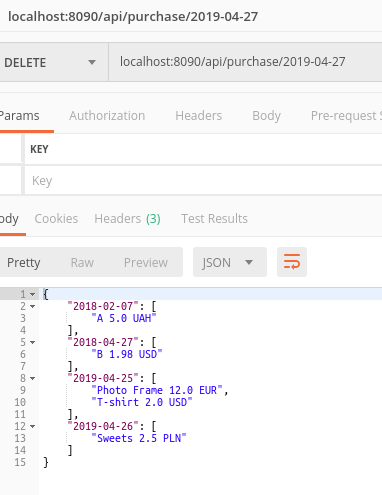 localhost:8090/api/purchase/2019-04-27
DELETE localhost:8090/api/purchase/2019-04-27
Params Authorization Headers Body Pre-request S
KEY
Key
ody Cookies Headers (3) Test Results
Pretty Raw Preview JSON
1 {
2 "2018-02-07": [
3 "A 5.0 UAH"
4 ],
5 "2018-04-27": [
6 "B 1.98 USD"
7 ],
8 "2019-04-25": [
9 "Photo Frame 12.0 EUR",
10 "T-shirt 2.0 USD"
11 ],
12 "2019-04-26": [
13 "Sweets 2.5 PLN"
14 ]
15 }